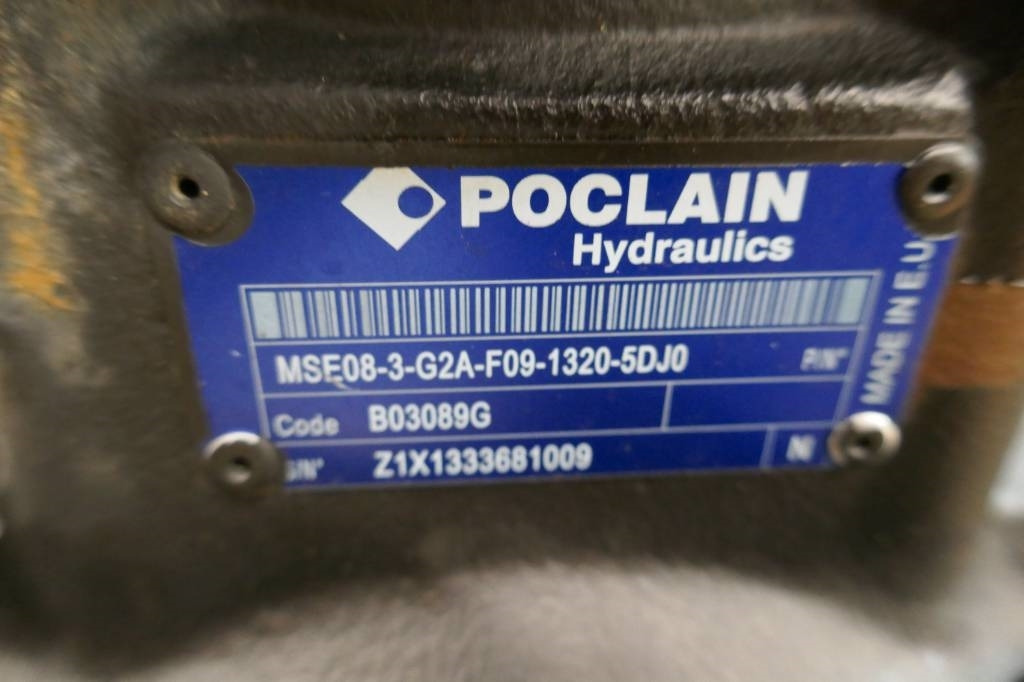 POCLAIN
Hydraulics
MSE08-3-G2A-F09-1320-5DJ0 P/N°
Code B03089G
S/N° Z1X1333681009
MADE IN E.U